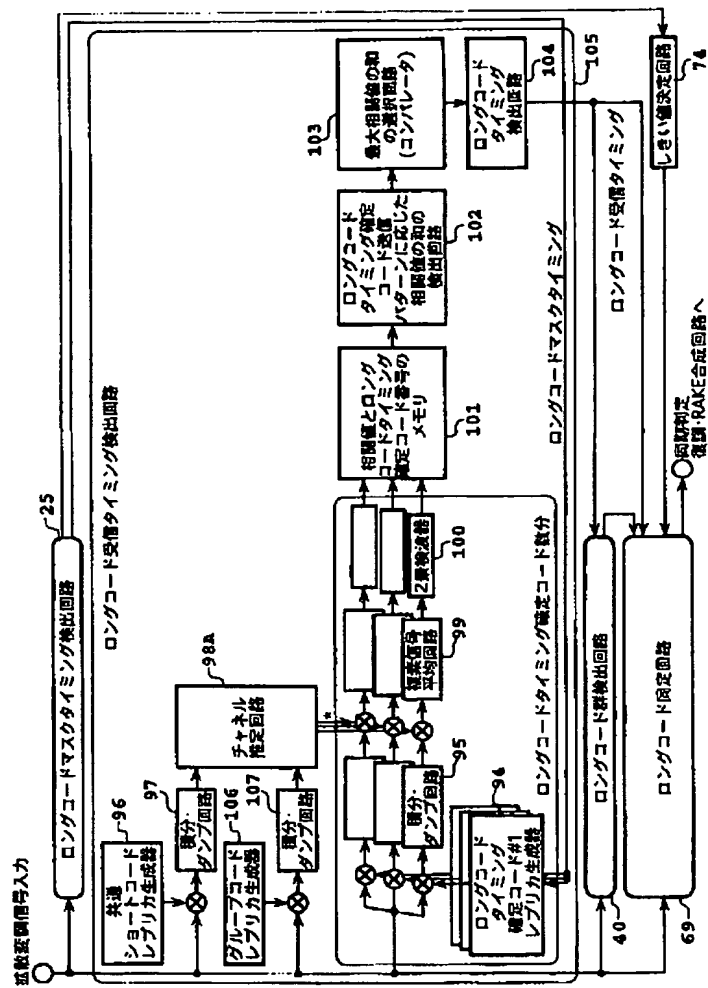 拡散変調信号入力
ロングコードマスクタイミング検出回路
25
ロングコード受信タイミング検出回路
共通
ショートコード
レプリカ生成器
96
積分・
ダンプ回路
97
グループコード
レプリカ生成器
106
積分・
ダンプ回路
107
チャネル
推定回路
98A
*
ロングコード
タイミング
確定コード#1
レプリカ生成器
94
積分・
ダンプ回路
95
複素信号
平均回路
99
2乗検波器
100
ロングコードタイミング確定コード数分
相関値とロング
コードタイミング
確定コード番号の
メモリ
101
ロングコード
タイミング確定
コード送信
パターンに応じた
相関値の和の
検出回路
102
最大相関値の和
の選択回路
(コンパレータ)
103
ロングコード
タイミング
検出回路
104
105
ロングコードマスクタイミング
ロングコード受信タイミング
ロングコード群検出回路
40
ロングコード同定回路
69
しきい値決定回路
74
同期判定
復調・RAKE合成回路へ